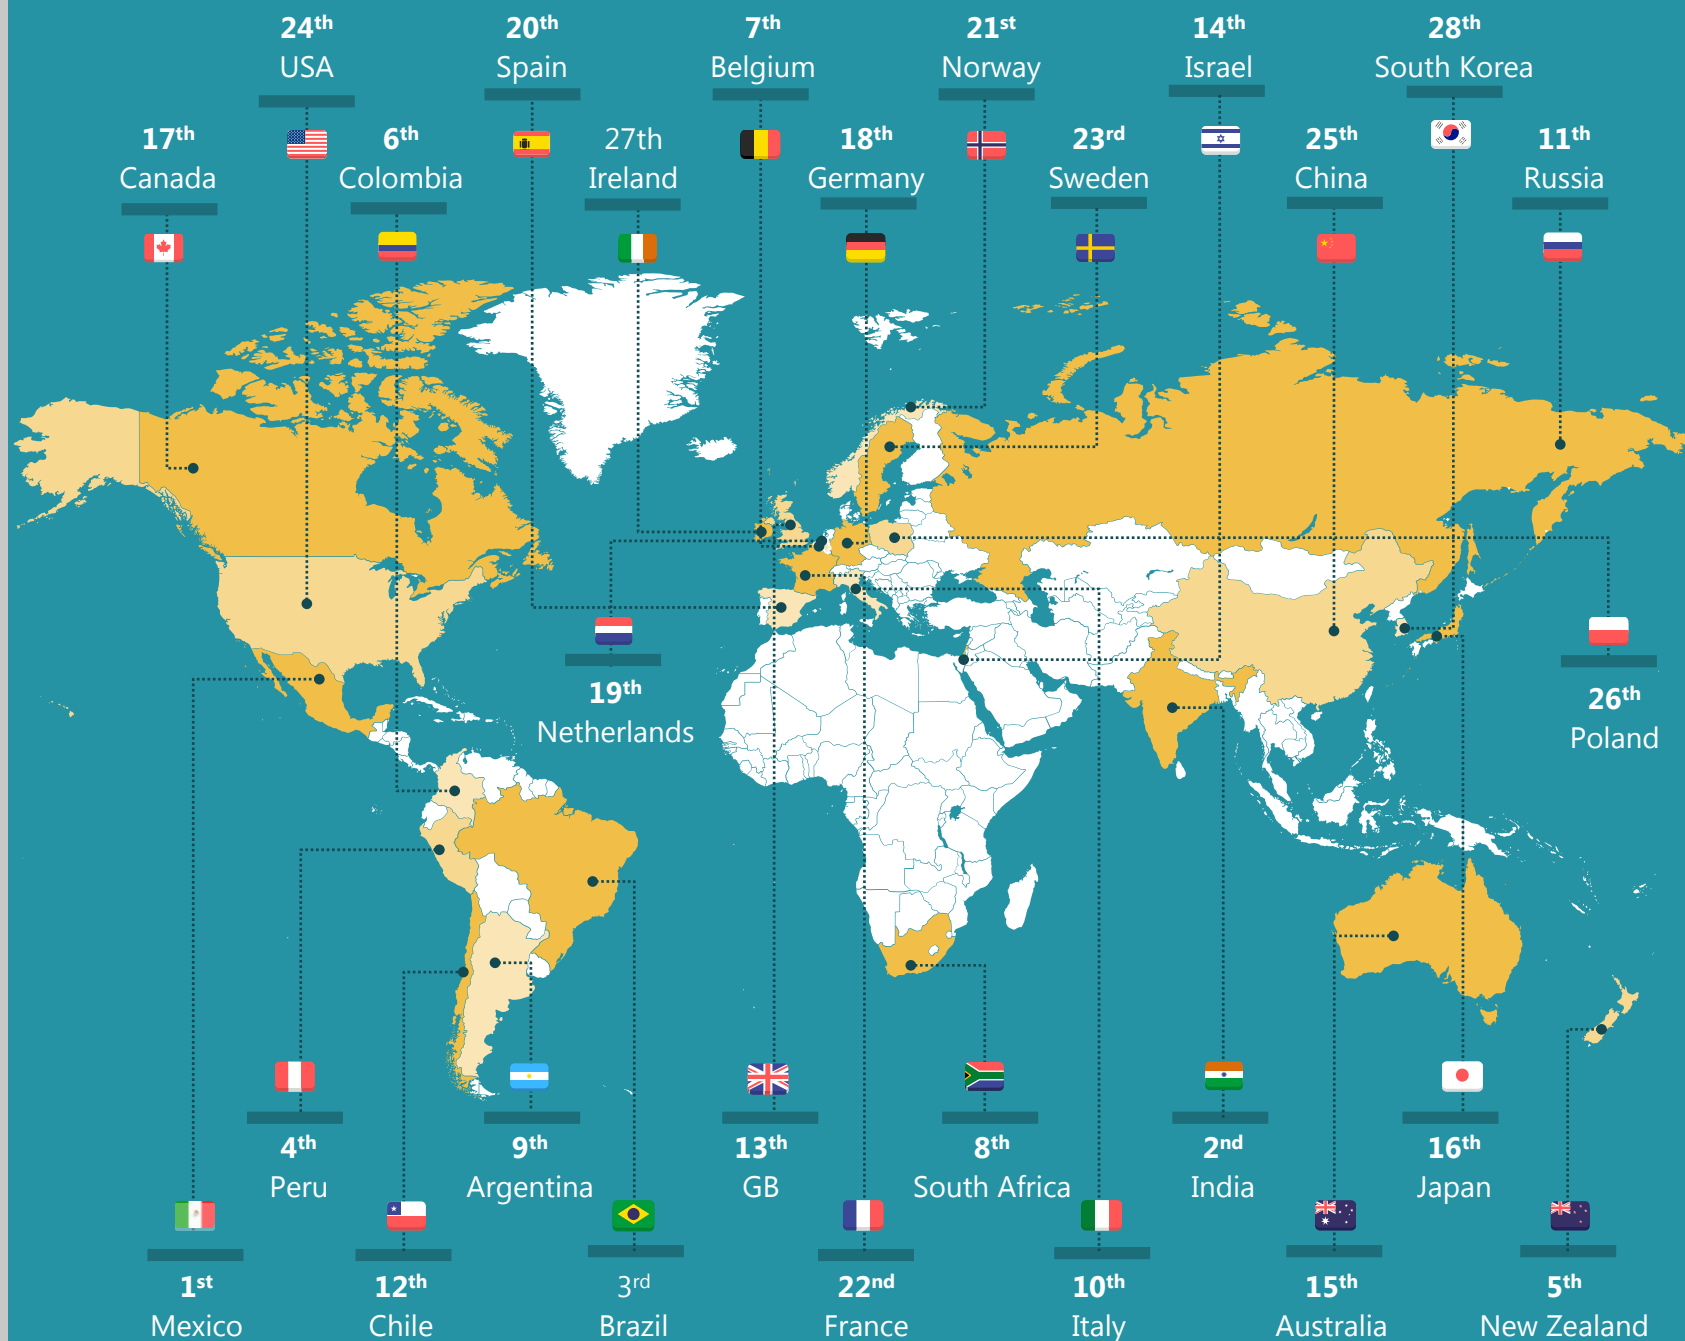 24th
USA
20th
Spain
7th
Belgium
21st
Norway
14th
Israel
28th
South Korea
17th
Canada
6th
Colombia
27th
Ireland
18th
Germany
23rd
Sweden
25th
China
11th
Russia
19th
Netherlands
26th
Poland
4th
Peru
9th
Argentina
13th
GB
8th
South Africa
2nd
India
16th
Japan
1st
Mexico
12th
Chile
3rd
Brazil
22nd
France
10th
Italy
15th
Australia
5th
New Zealand